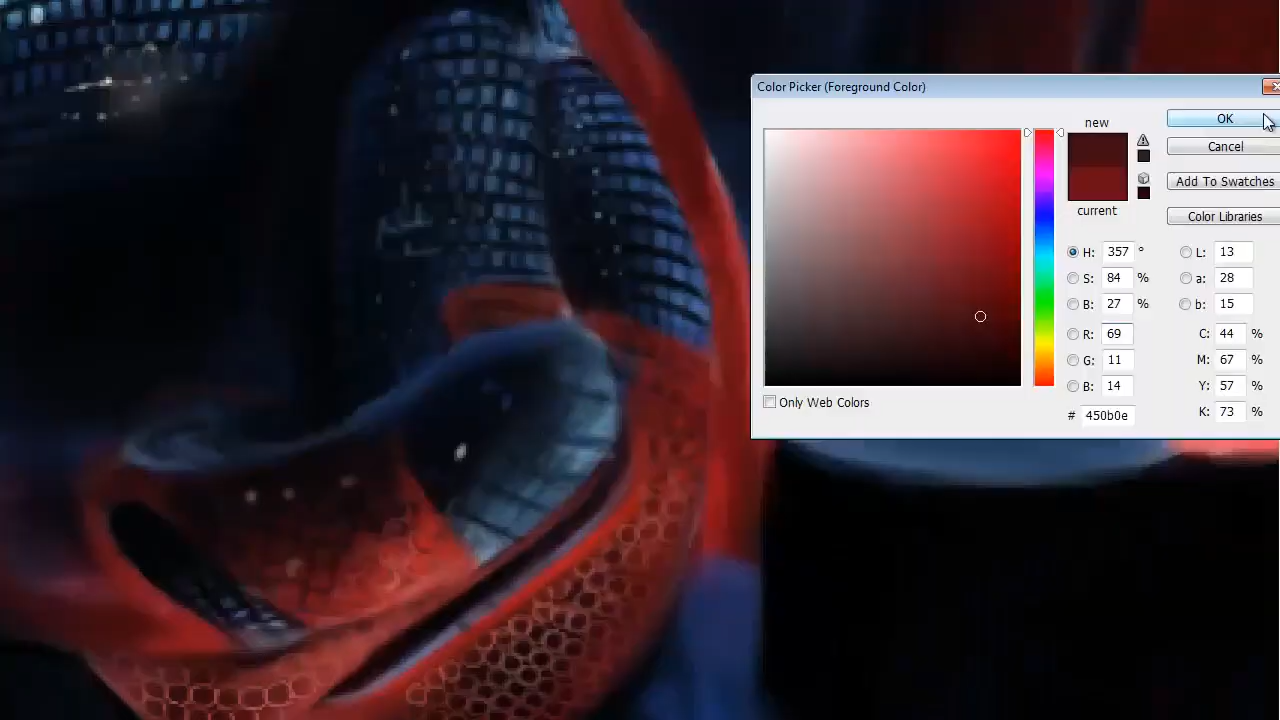 Color Picker (Foreground Color)
new
current
OK
Cancel
Add To Swatches
Color Libraries
H: 357 °
S: 84 %
B: 27 %
R: 69
G: 11
B: 14
# 450b0e
L: 13
a: 28
b: 15
C: 44 %
M: 67 %
Y: 57 %
K: 73 %
Only Web Colors